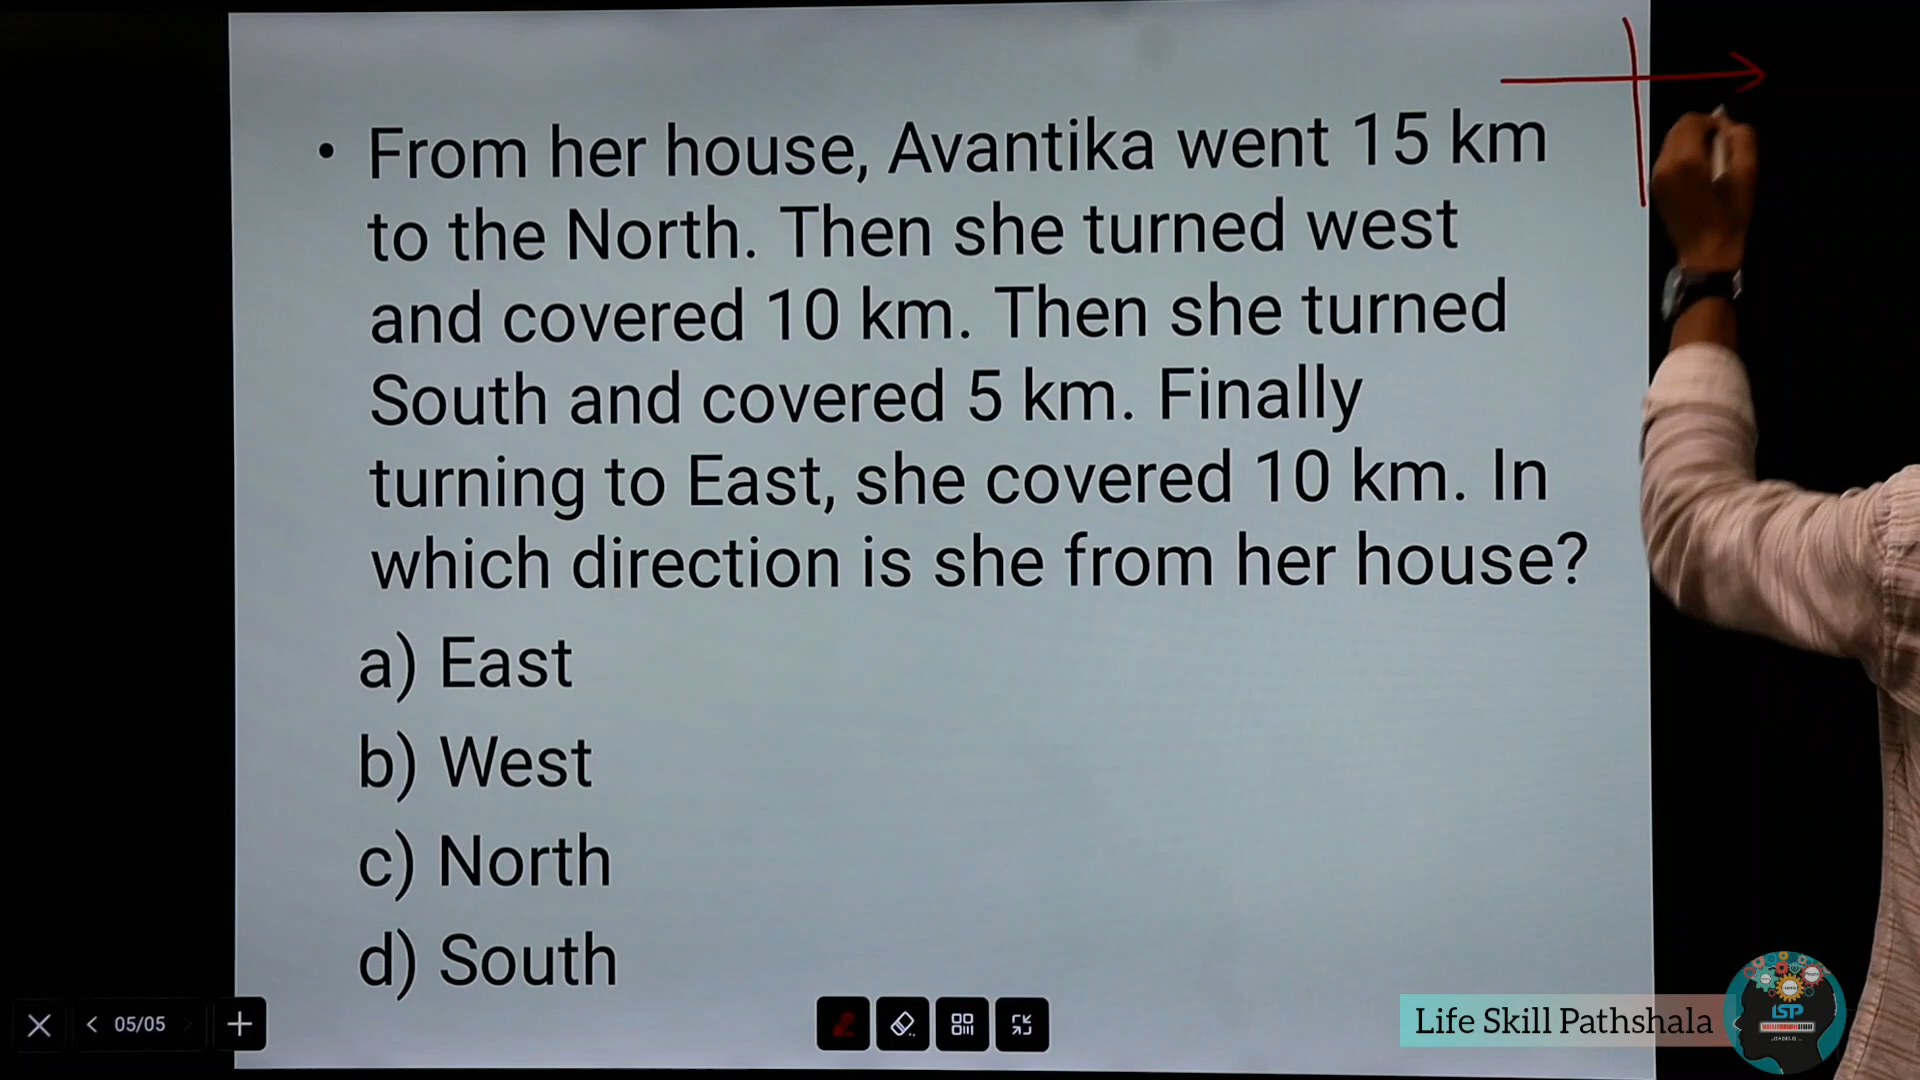 • From her house, Avantika went 15 km
to the North. Then she turned west
and covered 10 km. Then she turned
South and covered 5 km. Finally
turning to East, she covered 10 km. In
which direction is she from her house?
a) East
b) West
c) North
d) South
05/05
Life Skill Pathshala
LSP